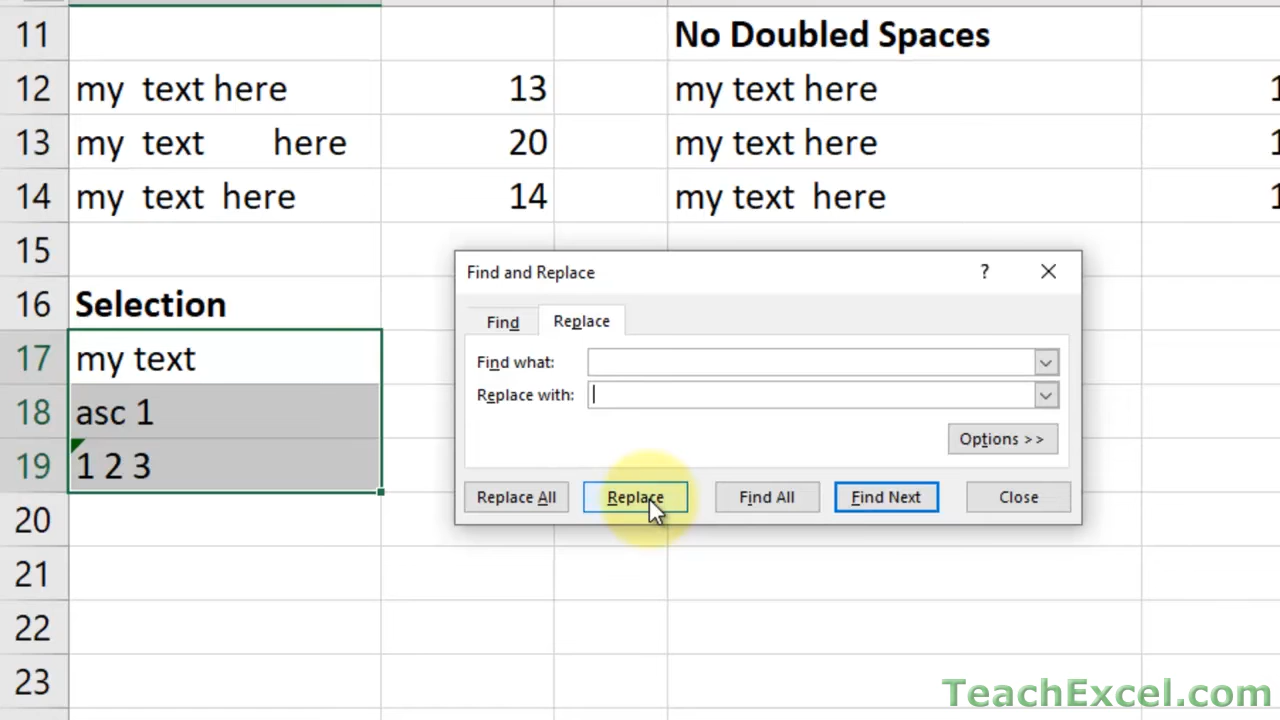 11 No Doubled Spaces
12 my  text here 13 my text here 1
13 my  text       here 20 my text here 1
14 my  text  here 14 my text  here 1
15
Find and Replace ?
16 Selection
Find Replace
17 my text
Find what:
Replace with:
18 asc 1
Options >>
19 1 2 3
Replace All Replace Find All Find Next Close
20
21
22
23
TeachExcel.com